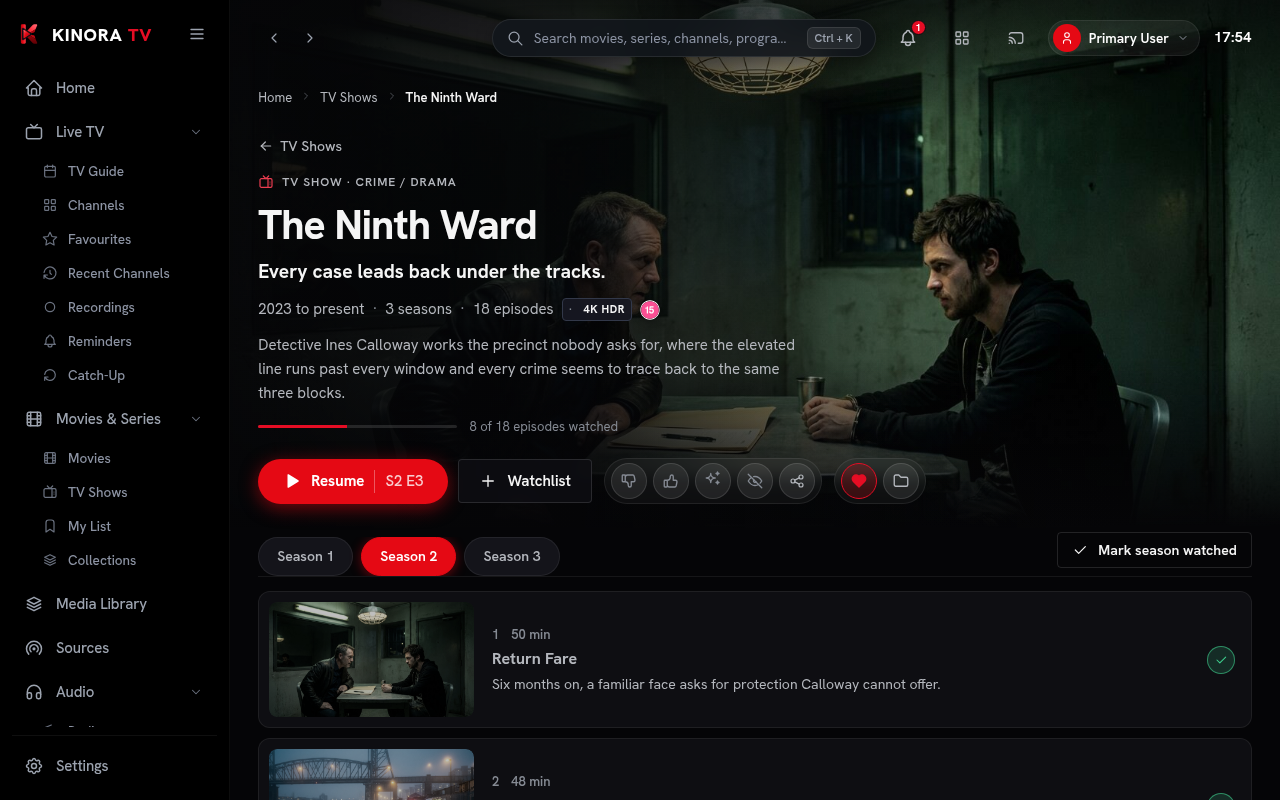 KINORA TV
Search movies, series, channels, progra...
Ctrl + K
1
Primary User
17:54
Home
Live TV
TV Guide
Channels
Favourites
Recent Channels
Recordings
Reminders
Catch-Up
Movies & Series
Movies
TV Shows
My List
Collections
Media Library
Sources
Audio
Settings
Home
TV Shows
The Ninth Ward
TV Shows
TV SHOW · CRIME / DRAMA
The Ninth Ward
Every case leads back under the tracks.
2023 to present · 3 seasons · 18 episodes · 4K HDR 15
Detective Ines Calloway works the precinct nobody asks for, where the elevated
line runs past every window and every crime seems to trace back to the same
three blocks.
8 of 18 episodes watched
Resume S2 E3
Watchlist
Season 1
Season 2
Season 3
Mark season watched
1 50 min
Return Fare
Six months on, a familiar face asks for protection Calloway cannot offer.
2 48 min